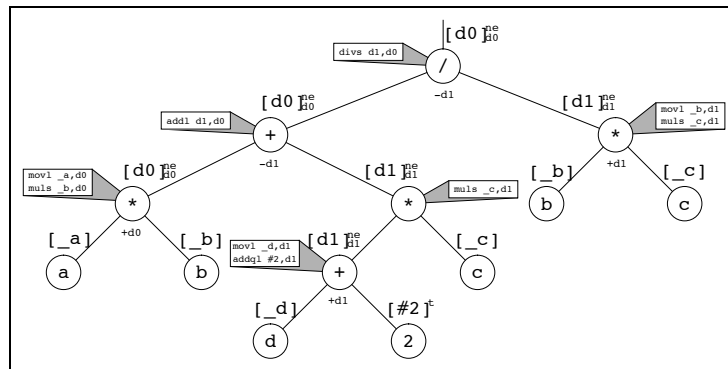 [d0]ne d0
divs d1,d0
/
-d1
[d0]ne d0
addl d1,d0
+
-d1
[d1]ne d1
movl _b,d1
muls _c,d1
*
+d1
[d0]ne d0
movl _a,d0
muls _b,d0
*
+d0
[d1]ne d1
muls _c,d1
*
[_b]
b
[_c]
c
[_a]
a
[_b]
b
[d1]ne d1
movl _d,d1
addql #2,d1
+
+d1
[_c]
c
[_d]
d
[#2]t
2